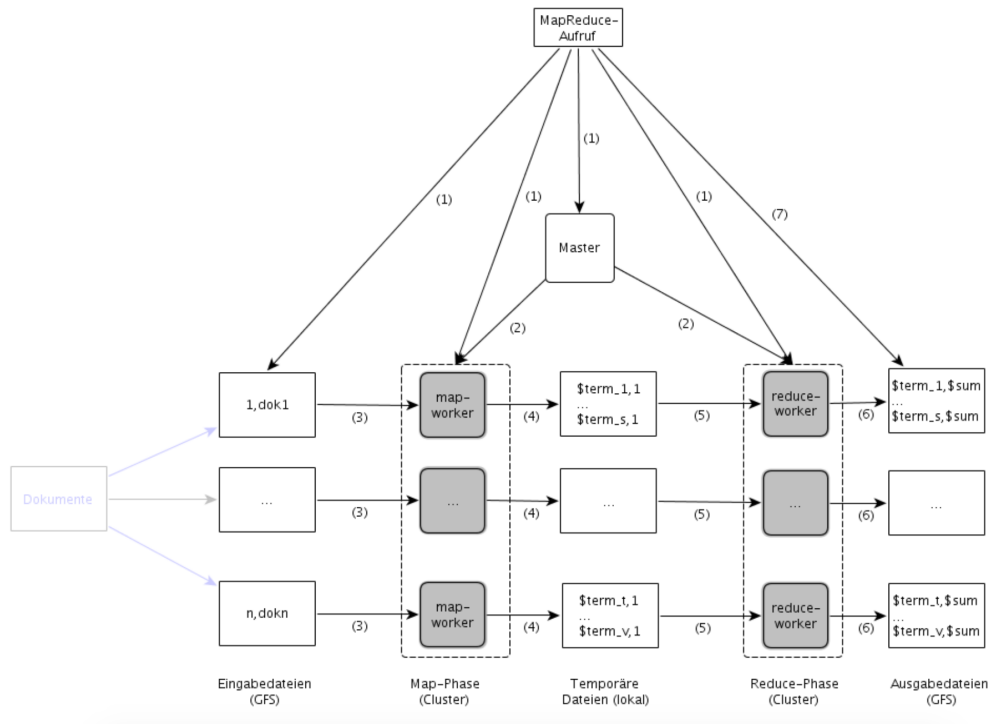 MapReduce-
Aufruf
(1)
(1)
(1)
(1)
(7)
Master
(2)
(2)
Dokumente
1,dok1
(3)
map-
worker
(4)
$term_1,1
...
$term_s,1
(5)
reduce-
worker
(6)
$term_1,$sum
...
$term_s,$sum
...
(3)
...
(4)
...
(5)
...
(6)
...
n,dokn
(3)
map-
worker
(4)
$term_t,1
...
$term_v,1
(5)
reduce-
worker
(6)
$term_t,$sum
...
$term_v,$sum
Eingabedateien
(GFS)
Map-Phase
(Cluster)
Temporäre
Dateien (lokal)
Reduce-Phase
(Cluster)
Ausgabedateien
(GFS)